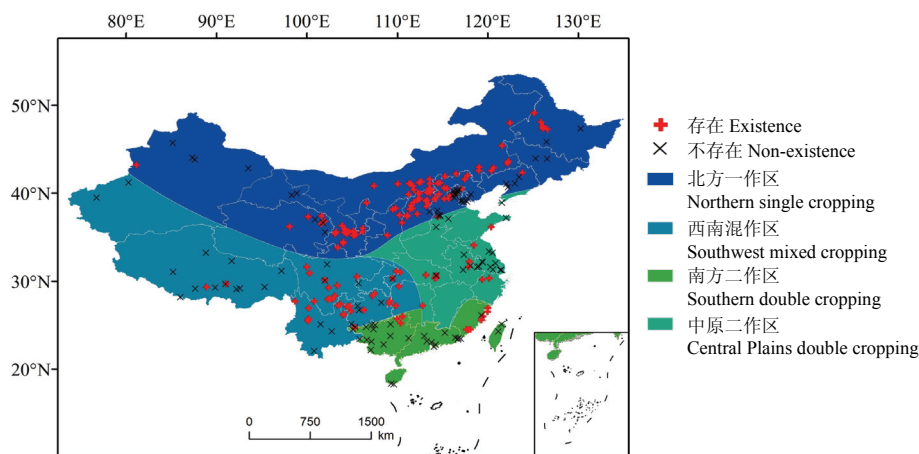 80°E 90°E 100°E 110°E 120°E 130°E
50°N
40°N
30°N
20°N
0 750 1500
km
存在 Existence
不存在 Non-existence
北方一作区
Northern single cropping
西南混作区
Southwest mixed cropping
南方二作区
Southern double cropping
中原二作区
Central Plains double cropping